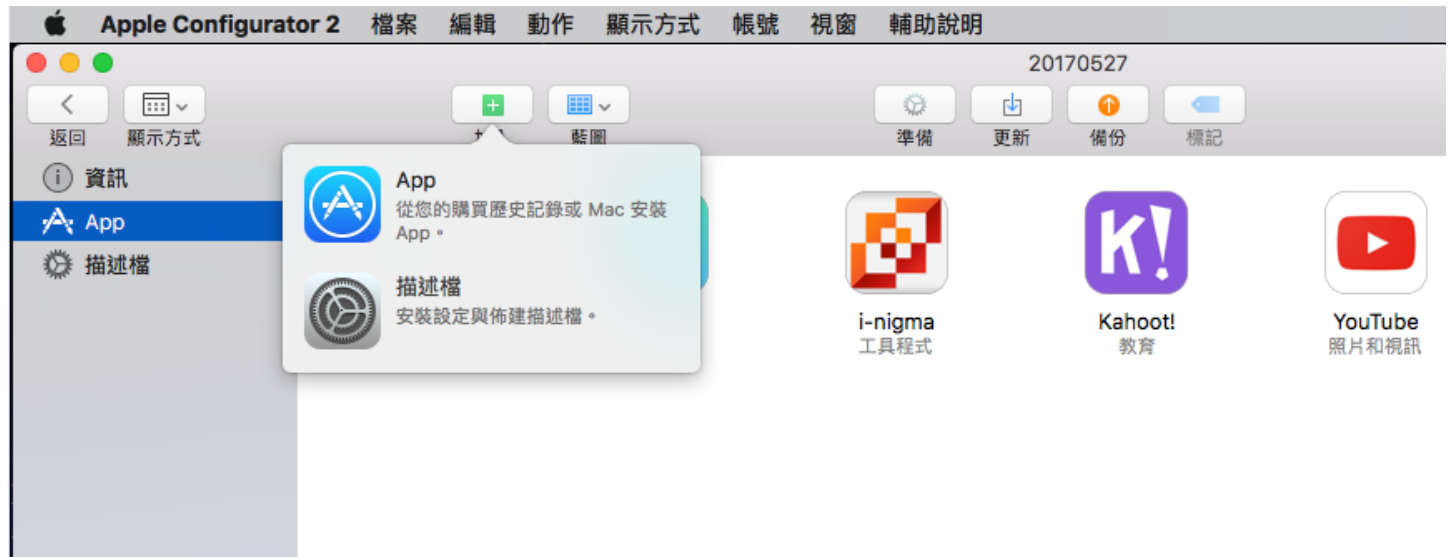 Apple Configurator 2 檔案 編輯 動作 顯示方式 帳號 視窗 輔助說明
20170527
返回 顯示方式 藍圖 準備 更新 備份 標記
資訊
App
描述檔
App
從您的購買歷史記錄或 Mac 安裝
App。
描述檔
安裝設定與佈建描述檔。
i-nigma
工具程式
Kahoot!
教育
YouTube
照片和視訊